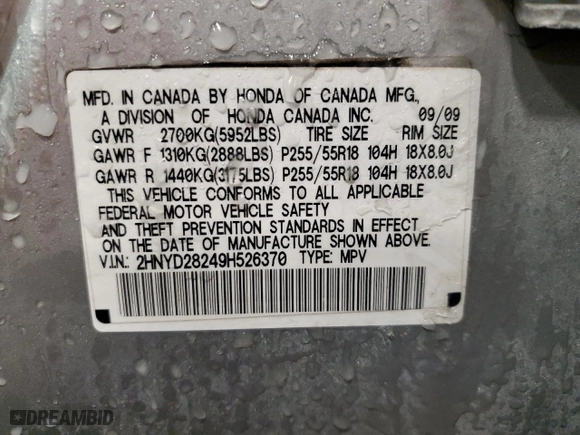 MFD. IN CANADA BY HONDA OF CANADA MFG.,
A DIVISION OF HONDA CANADA INC. 09/09
GVWR 2700KG(5952LBS) TIRE SIZE RIM SIZE
GAWR F 1310KG(2888LBS) P255/55R18 104H 18X8.0J
GAWR R 1440KG(3175LBS) P255/55R18 104H 18X8.0J
THIS VEHICLE CONFORMS TO ALL APPLICABLE
FEDERAL MOTOR VEHICLE SAFETY
AND THEFT PREVENTION STANDARDS IN EFFECT
ON THE DATE OF MANUFACTURE SHOWN ABOVE.
V.I.N.: 2HNYD28249H526370 TYPE: MPV
DREAMBID